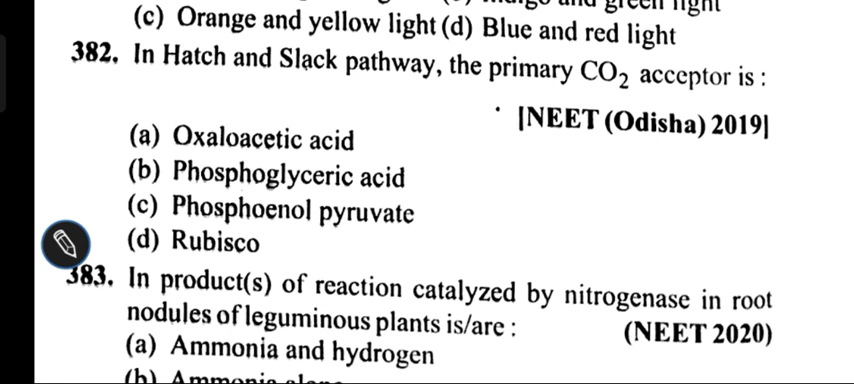 (c) Orange and yellow light (d) Blue and red light
382. In Hatch and Slack pathway, the primary CO₂ acceptor is :
[NEET (Odisha) 2019]
(a) Oxaloacetic acid
(b) Phosphoglyceric acid
(c) Phosphoenol pyruvate
(d) Rubisco
383. In product(s) of reaction catalyzed by nitrogenase in root
nodules of leguminous plants is/are : (NEET 2020)
(a) Ammonia and hydrogen
(b) Ammonia alone